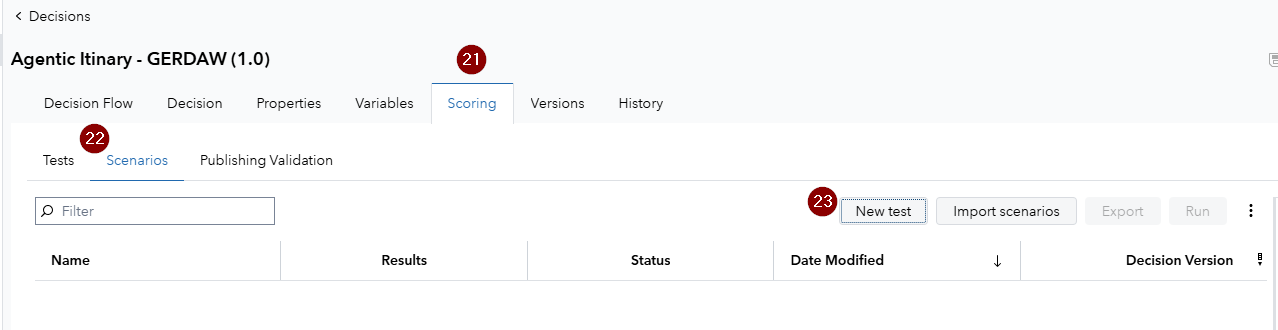 Decisions
Agentic Itinary - GERDAW (1.0)
21
Decision Flow Decision Properties Variables Scoring Versions History
22
Tests Scenarios Publishing Validation
Filter
23
New test Import scenarios Export Run
Name Results Status Date Modified Decision Version